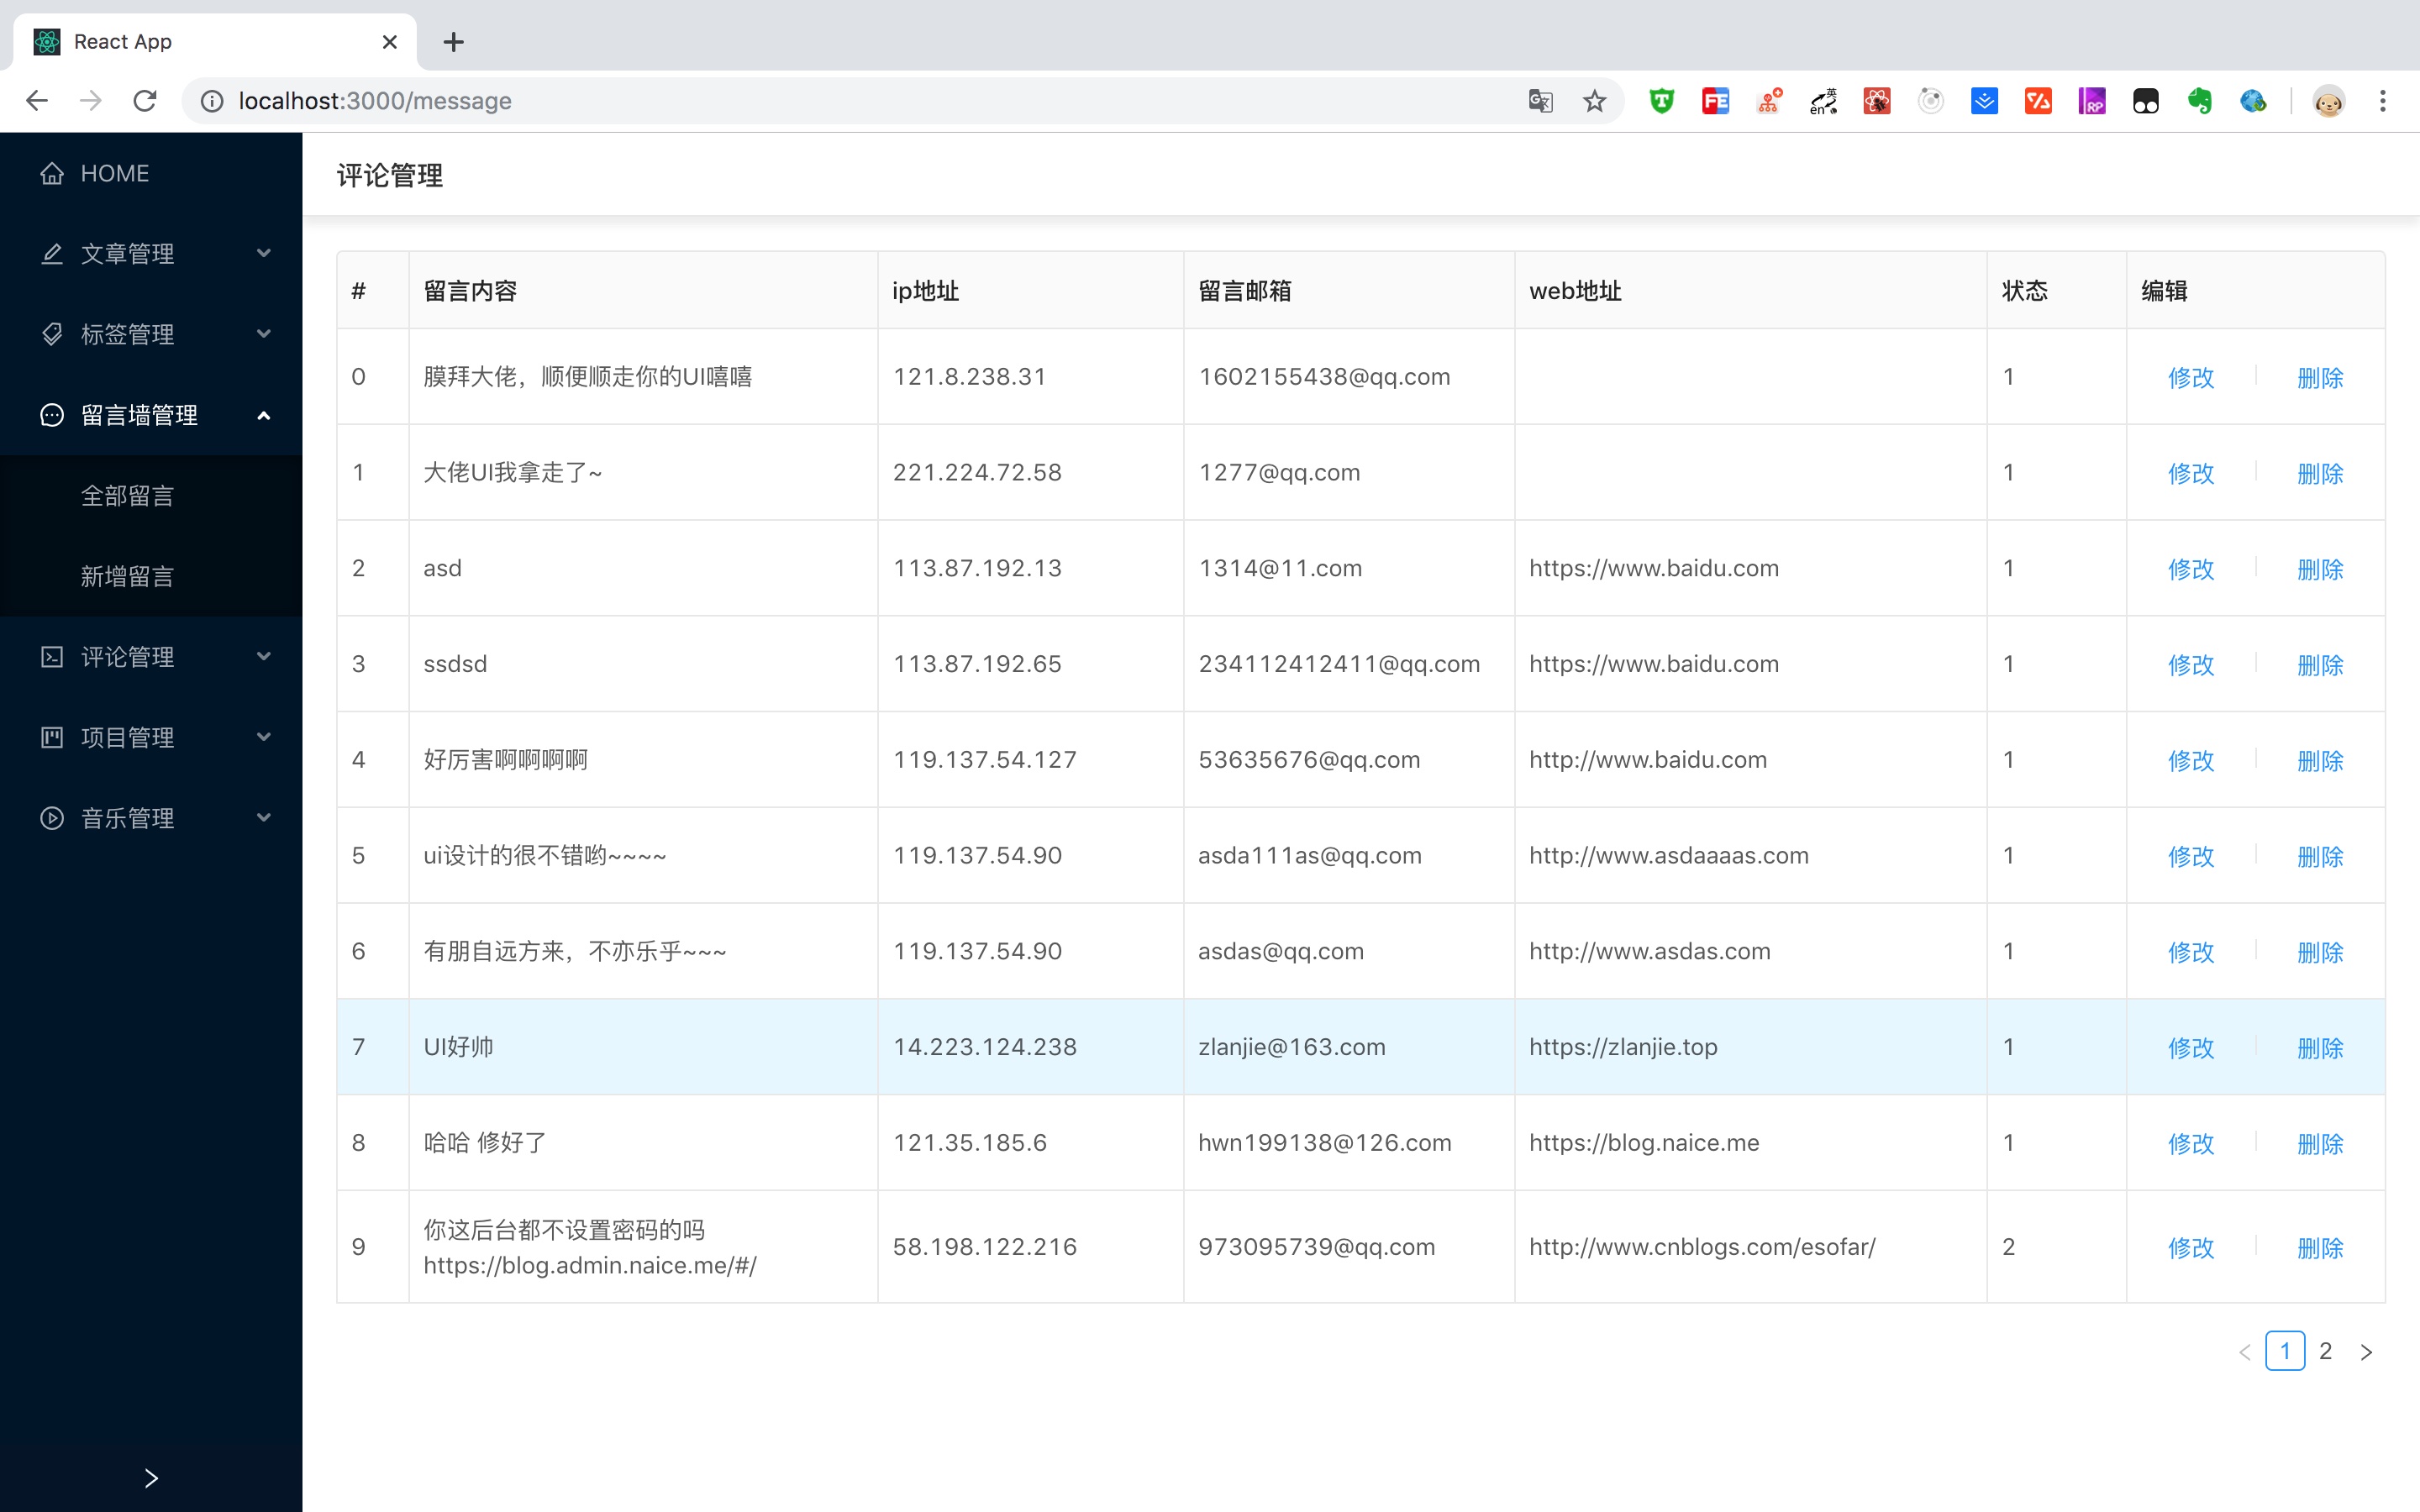 React App
localhost:3000/message
HOME
文章管理
标签管理
留言墙管理
全部留言
新增留言
评论管理
项目管理
音乐管理
评论管理
# 留言内容 ip地址 留言邮箱 web地址 状态 编辑
0 膜拜大佬，顺便顺走你的UI嘻嘻 121.8.238.31 1602155438@qq.com 1 修改 删除
1 大佬UI我拿走了~ 221.224.72.58 1277@qq.com 1 修改 删除
2 asd 113.87.192.13 1314@11.com https://www.baidu.com 1 修改 删除
3 ssdsd 113.87.192.65 234112412411@qq.com https://www.baidu.com 1 修改 删除
4 好厉害啊啊啊啊 119.137.54.127 53635676@qq.com http://www.baidu.com 1 修改 删除
5 ui设计的很不错哟~~~~ 119.137.54.90 asda111as@qq.com http://www.asdaaaas.com 1 修改 删除
6 有朋自远方来，不亦乐乎~~~ 119.137.54.90 asdas@qq.com http://www.asdas.com 1 修改 删除
7 UI好帅 14.223.124.238 zlanjie@163.com https://zlanjie.top 1 修改 删除
8 哈哈 修好了 121.35.185.6 hwn199138@126.com https://blog.naice.me 1 修改 删除
9 你这后台都不设置密码的吗 58.198.122.216 973095739@qq.com http://www.cnblogs.com/esofar/ 2 修改 删除
https://blog.admin.naice.me/#/
1 2